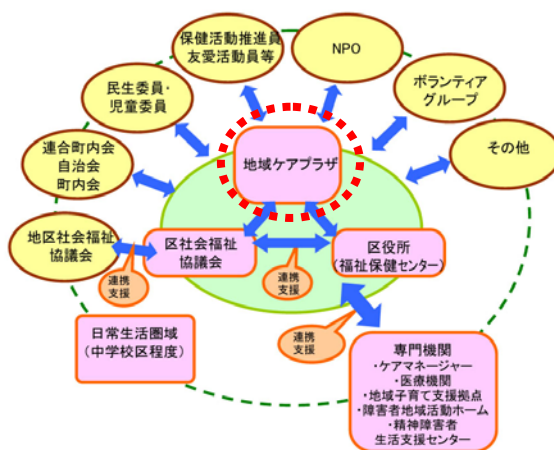 保健活動推進員
友愛活動員等
NPO
民生委員・
児童委員
ボランティア
グループ
連合町内会
自治会
町内会
地域ケアプラザ
その他
地区社会福祉
協議会
区社会福祉
協議会
区役所
(福祉保健センター)
連携
支援
連携
支援
連携
支援
日常生活圏域
(中学校区程度)
専門機関
・ケアマネージャー
・医療機関
・地域子育て支援拠点
・障害者地域活動ホーム
・精神障害者
生活支援センター